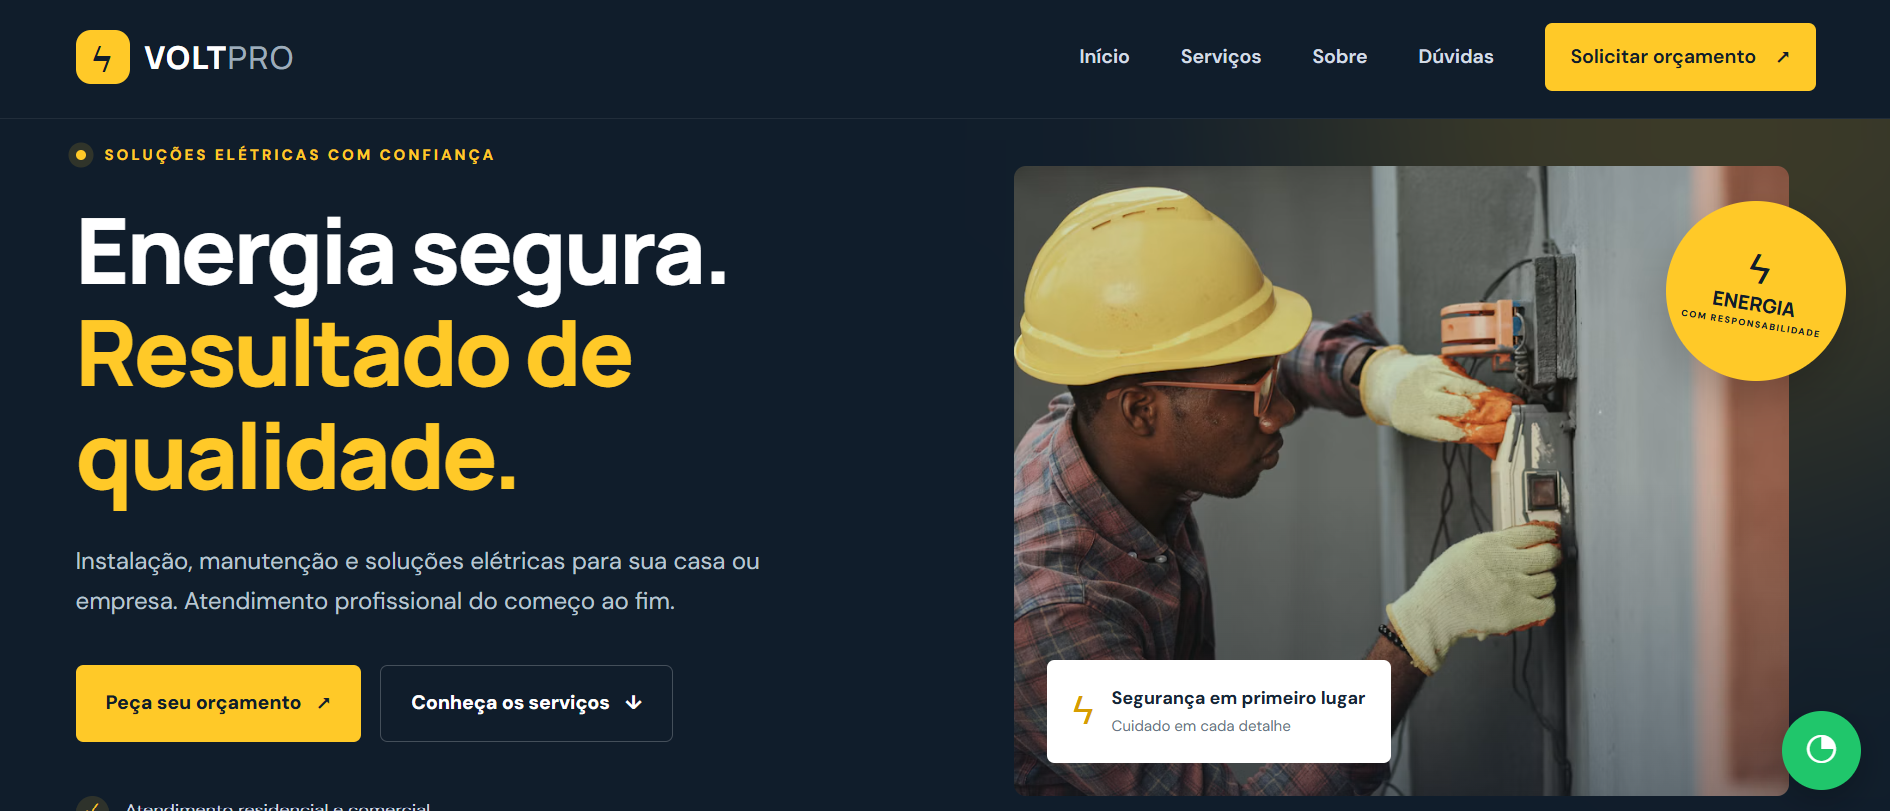 VOLTPRO
Início
Serviços
Sobre
Dúvidas
Solicitar orçamento ↗
SOLUÇÕES ELÉTRICAS COM CONFIANÇA
Energia segura.
Resultado de
qualidade.
Instalação, manutenção e soluções elétricas para sua casa ou
empresa. Atendimento profissional do começo ao fim.
Peça seu orçamento ↗
Conheça os serviços ↓
Atendimento residencial e comercial
ENERGIA
COM RESPONSABILIDADE
Segurança em primeiro lugar
Cuidado em cada detalhe